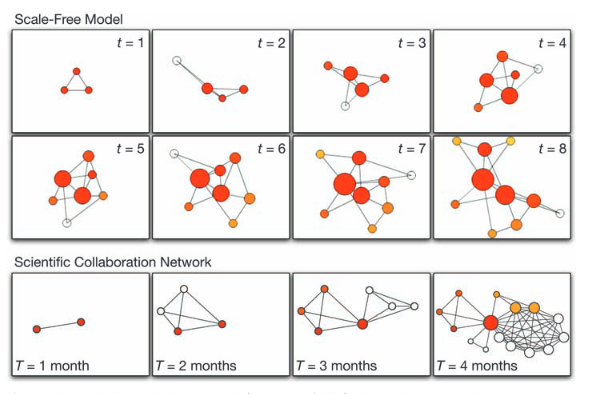 Scale-Free Model
t = 1
t = 2
t = 3
t = 4
t = 5
t = 6
t = 7
t = 8
Scientific Collaboration Network
T = 1 month
T = 2 months
T = 3 months
T = 4 months